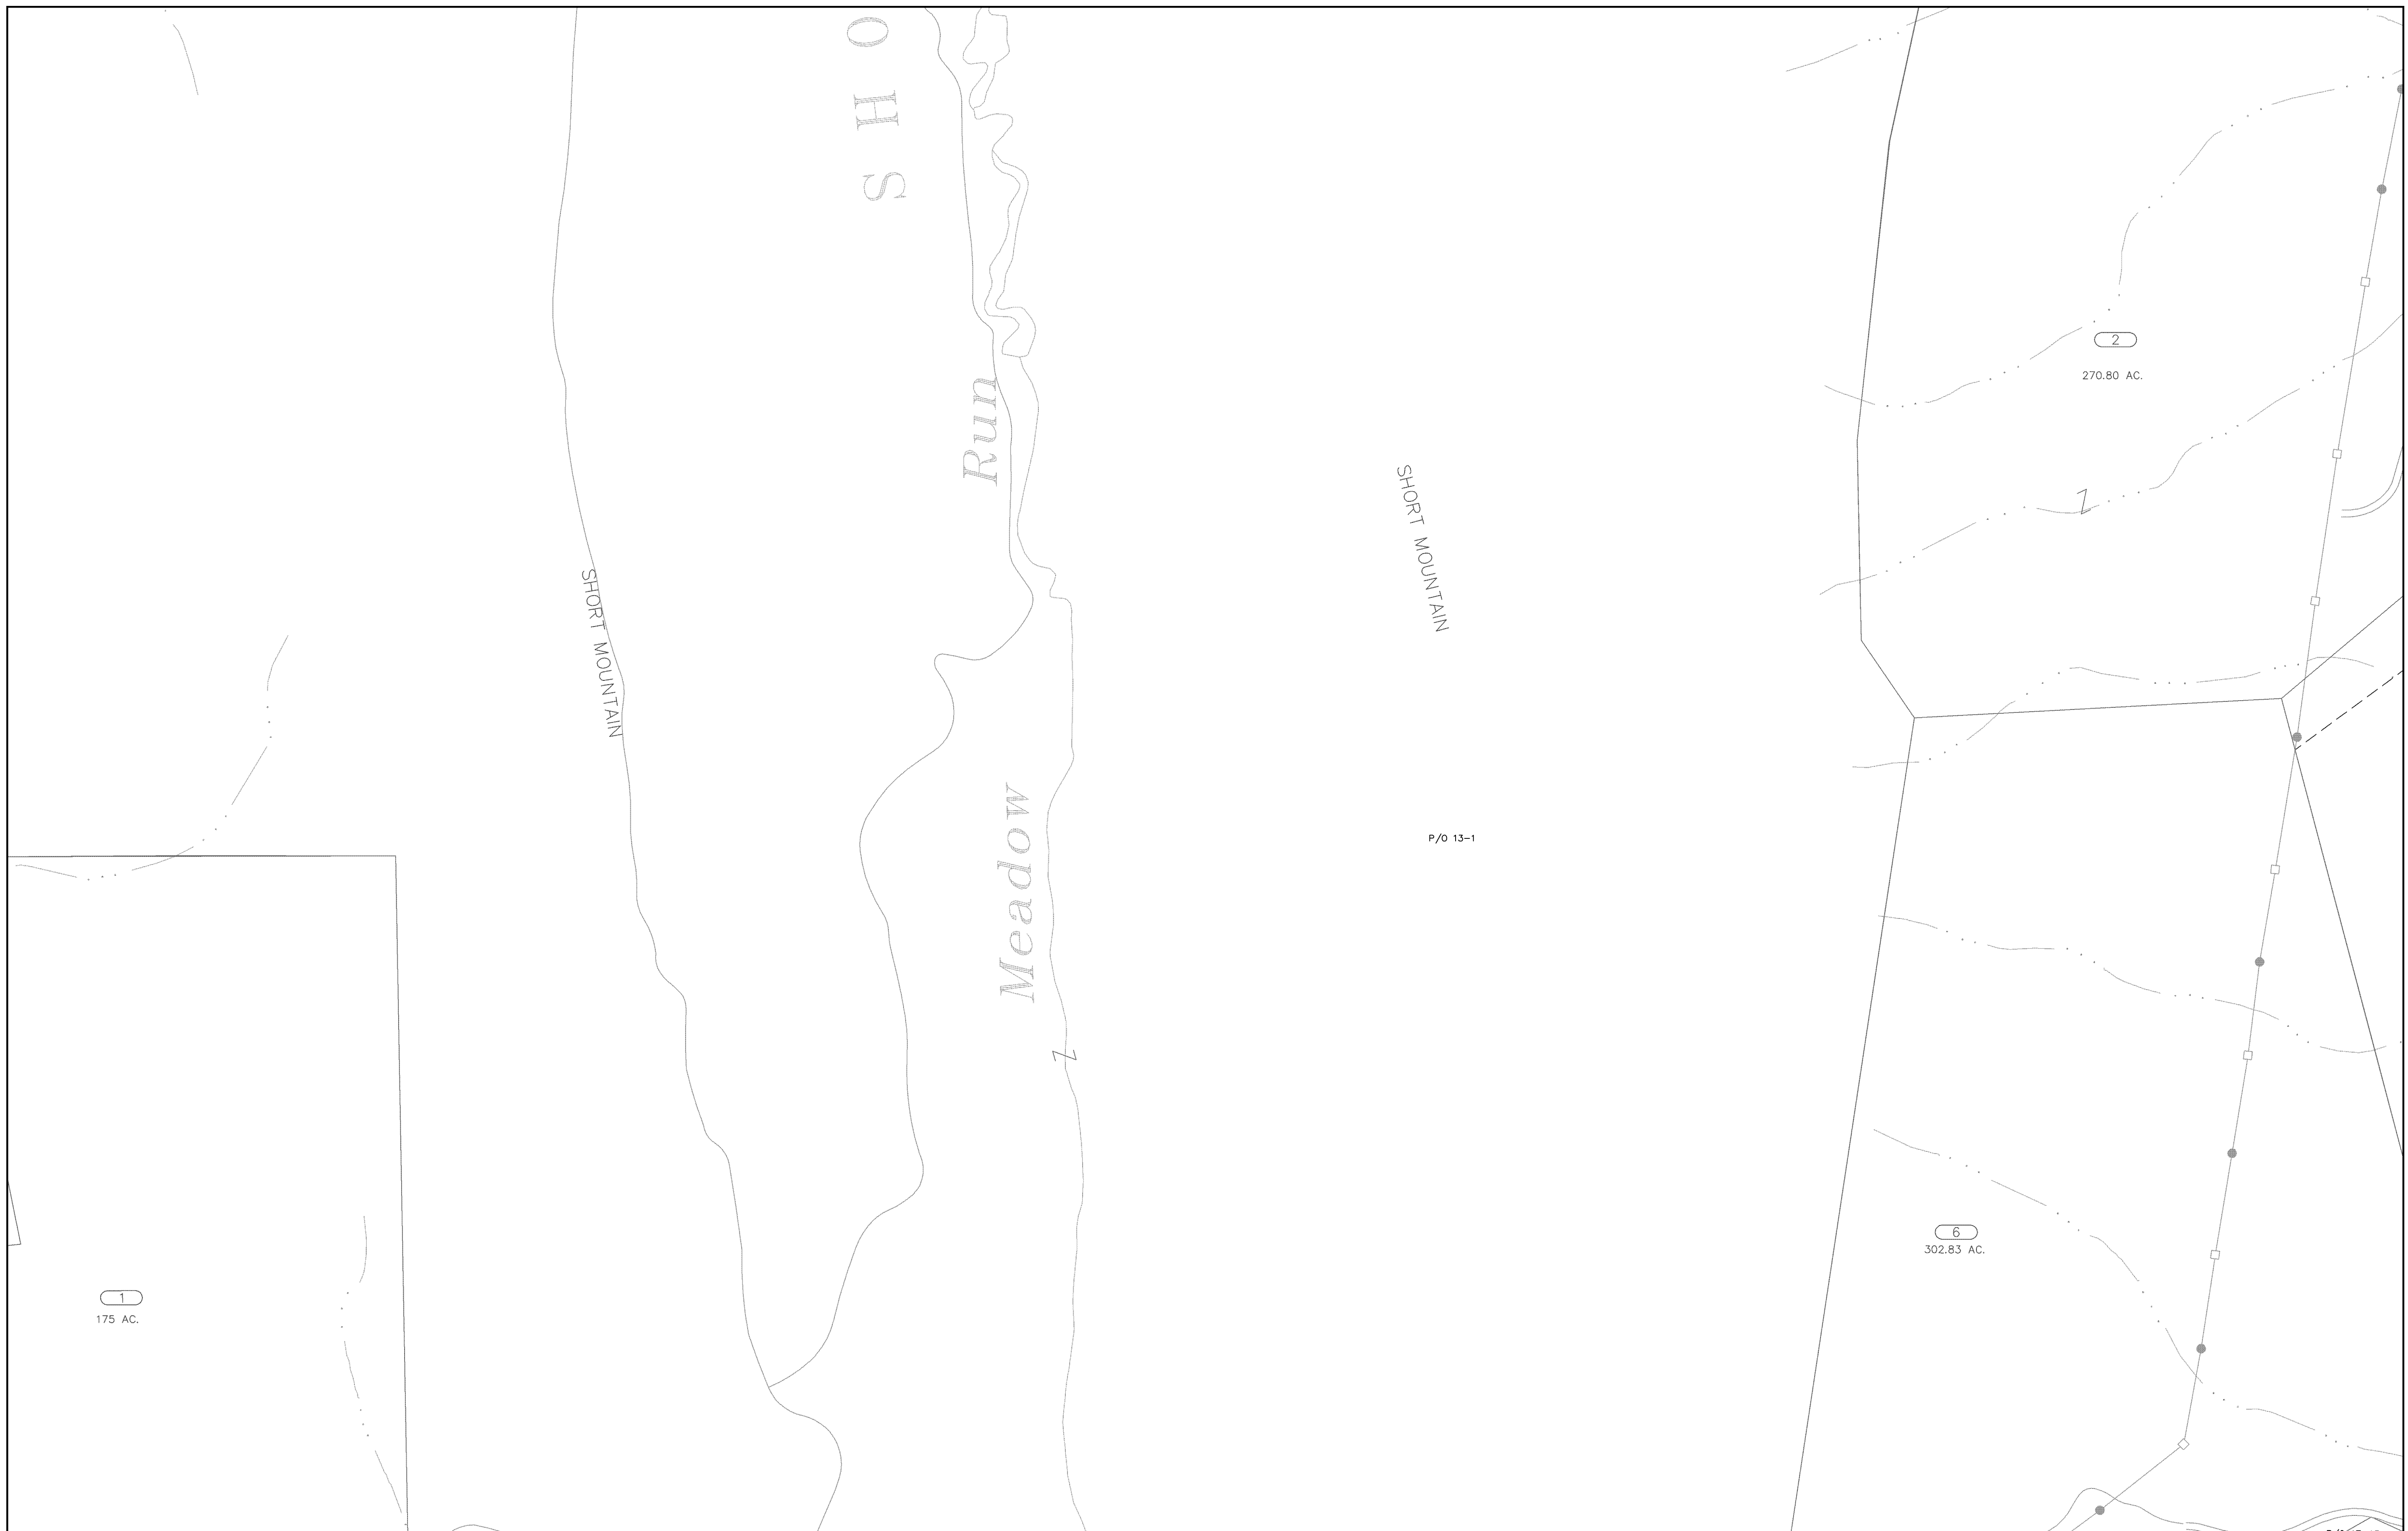 SHO
Run
Meadow
SHORT MOUNTAIN
SHORT MOUNTAIN
P/O 13-1
2
270.80 AC.
6
302.83 AC.
1
175 AC.